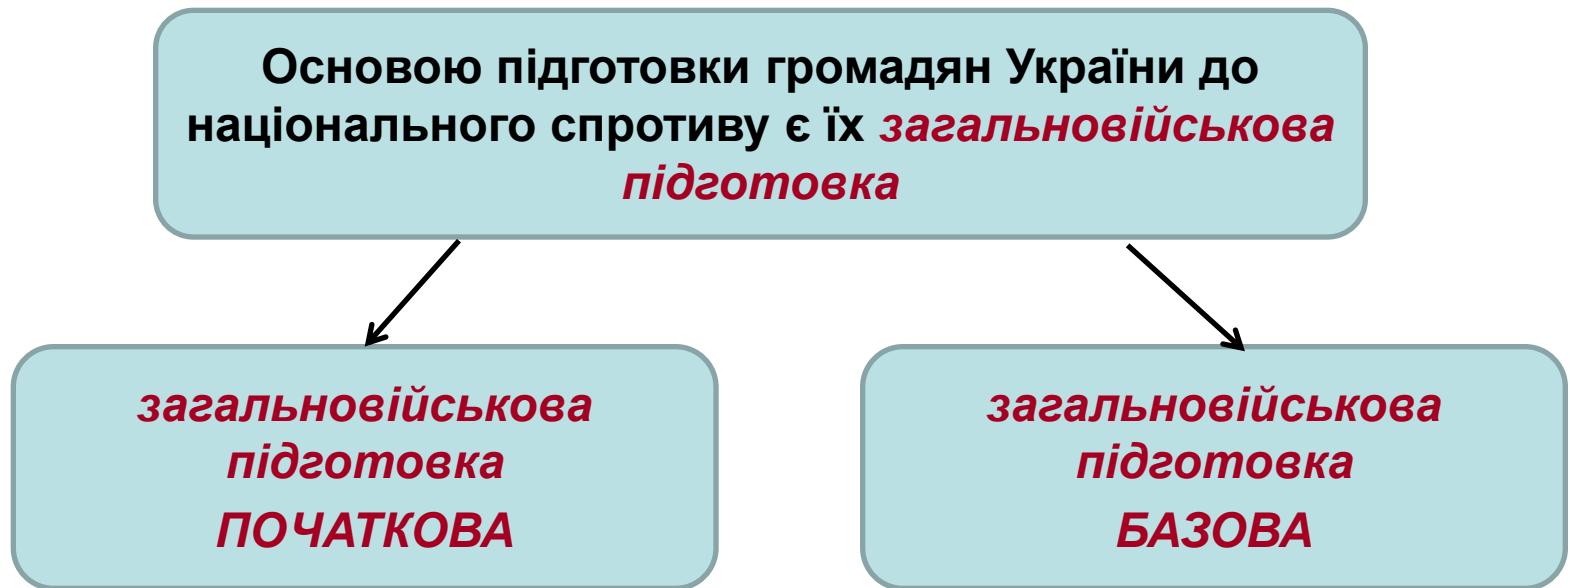 Основою підготовки громадян України до
національного спротиву є їх загальновійськова
підготовка
загальновійськова
підготовка
ПОЧАТКОВА
загальновійськова
підготовка
БАЗОВА